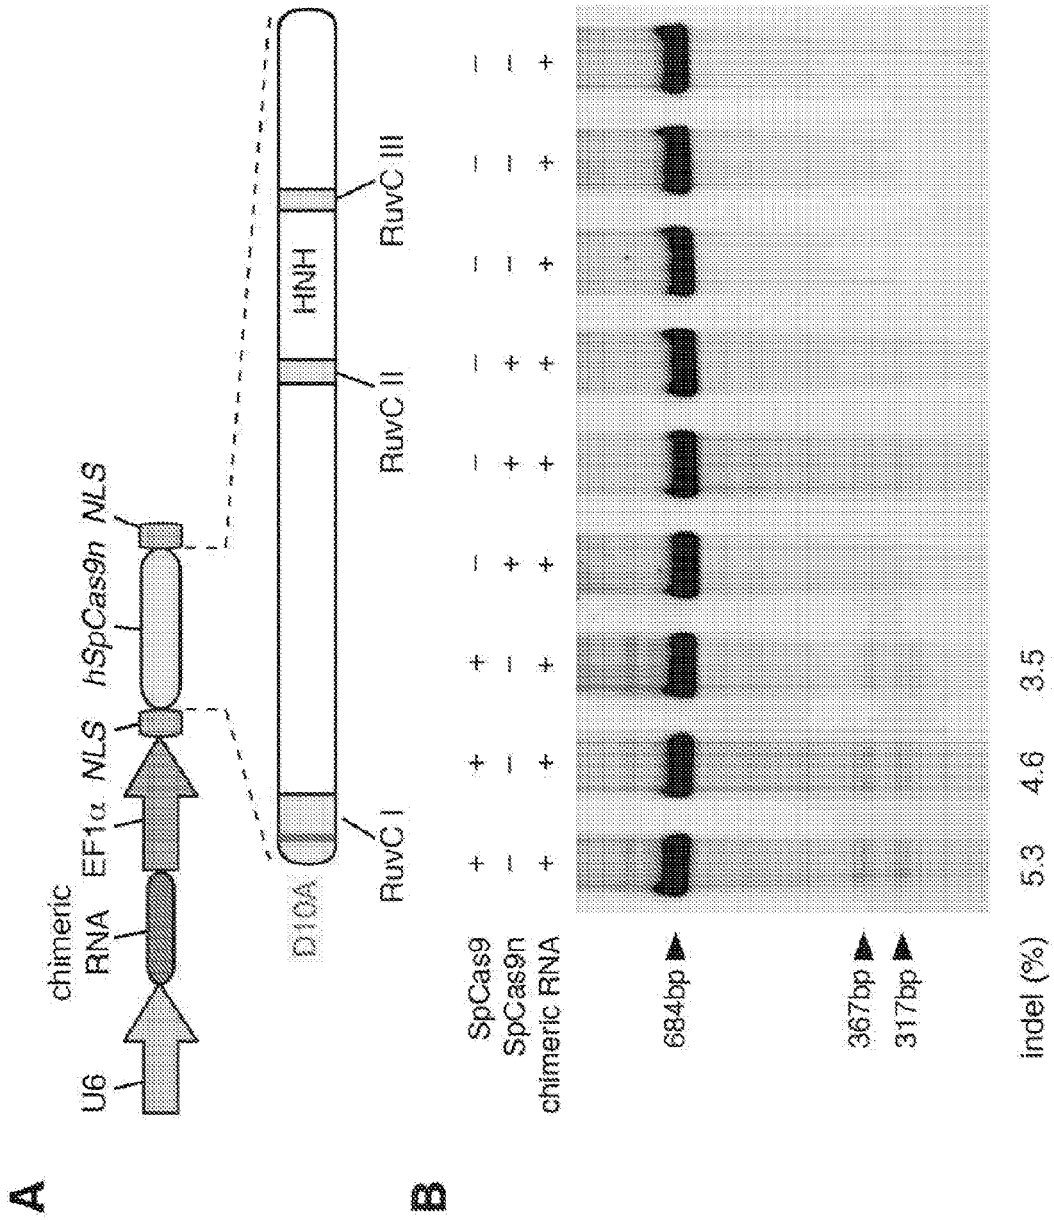 A
chimeric
U6 RNA EF1α NLS hSpCas9n NLS
D10A
HNH
RuvC I RuvC II RuvC III
B
SpCas9 + + + – – – – – –
SpCas9n – – – + + + – – –
chimeric RNA + + + + + + + + +
684bp
367bp
317bp
indel (%) 5.3 4.6 3.5